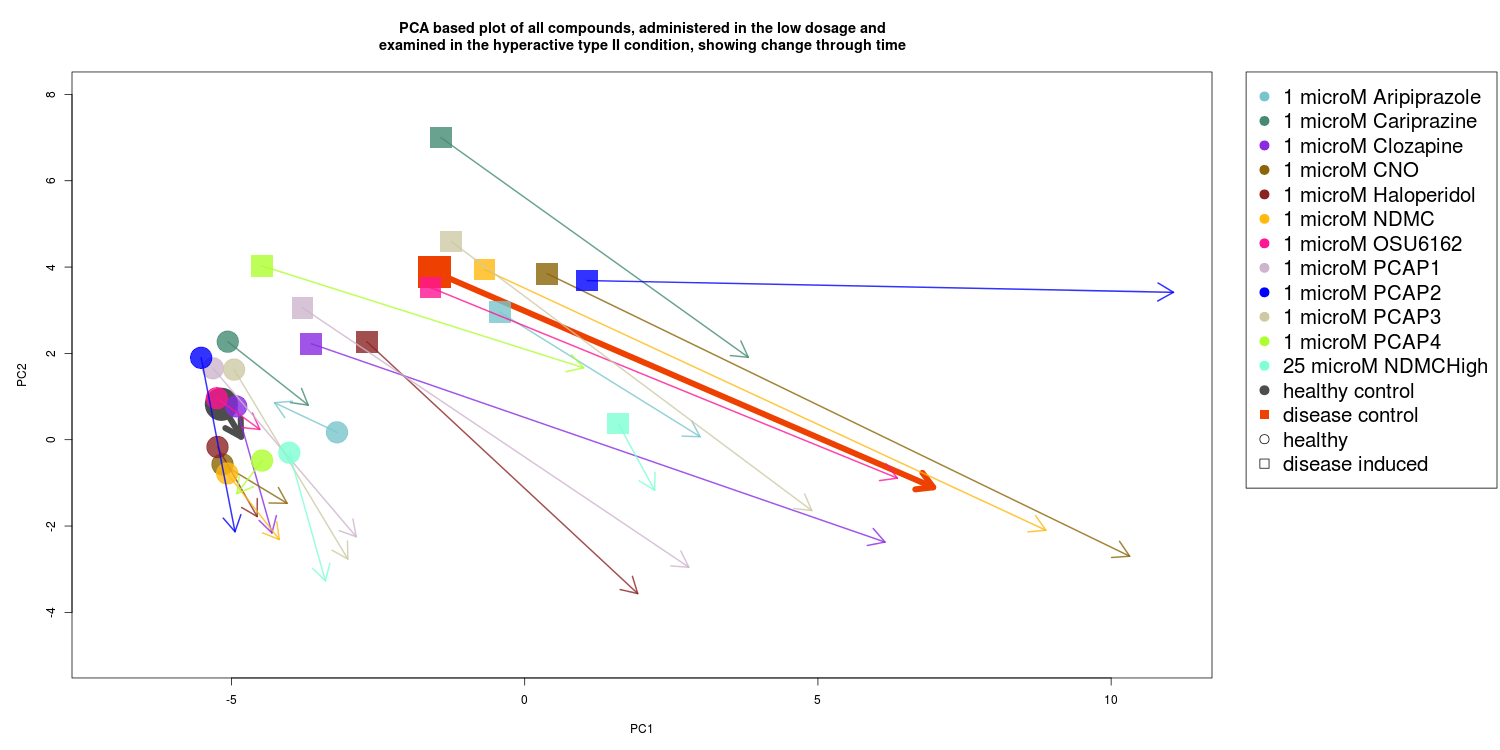 PCA based plot of all compounds, administered in the low dosage and
examined in the hyperactive type II condition, showing change through time
8
6
4
2
0
-2
-4
PC2
-5
0
5
10
PC1
1 microM Aripiprazole
1 microM Cariprazine
1 microM Clozapine
1 microM CNO
1 microM Haloperidol
1 microM NDMC
1 microM OSU6162
1 microM PCAP1
1 microM PCAP2
1 microM PCAP3
1 microM PCAP4
25 microM NDMCHigh
healthy control
disease control
healthy
disease induced